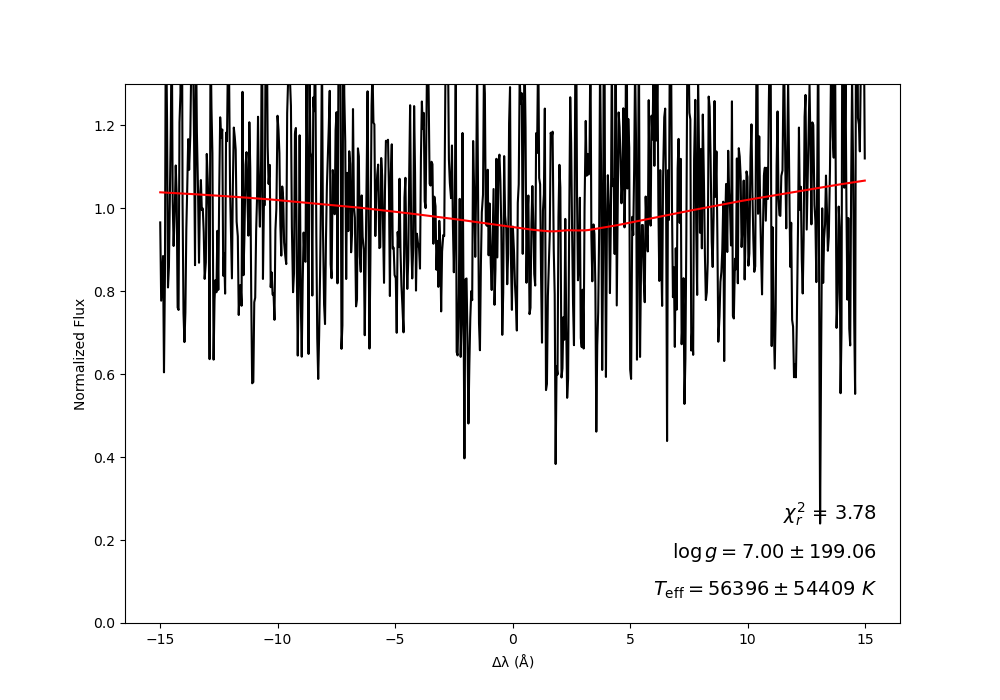 Normalized Flux
1.2
1.0
0.8
0.6
0.4
0.2
0.0
χ²ᵣ = 3.78
log g = 7.00 ± 199.06
T_eff = 56396 ± 54409 K
−15
−10
−5
0
5
10
15
Δλ (Å)